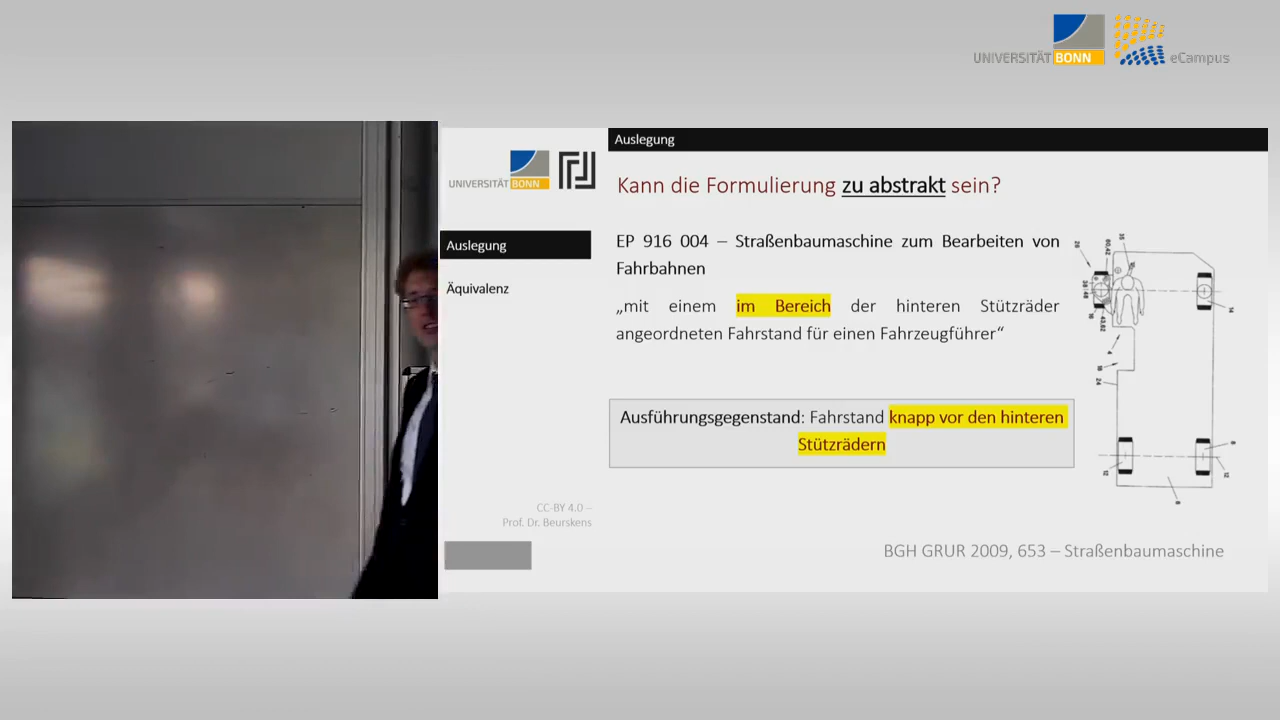 UNIVERSITÄT BONN
eCampus
UNIVERSITÄT BONN
Auslegung
Äquivalenz
CC-BY 4.0 –
Prof. Dr. Beurskens
Auslegung
Kann die Formulierung zu abstrakt sein?
EP 916 004 – Straßenbaumaschine zum Bearbeiten von
Fahrbahnen
„mit einem im Bereich der hinteren Stützräder
angeordneten Fahrstand für einen Fahrzeugführer“
Ausführungsgegenstand: Fahrstand knapp vor den hinteren
Stützrädern
BGH GRUR 2009, 653 – Straßenbaumaschine